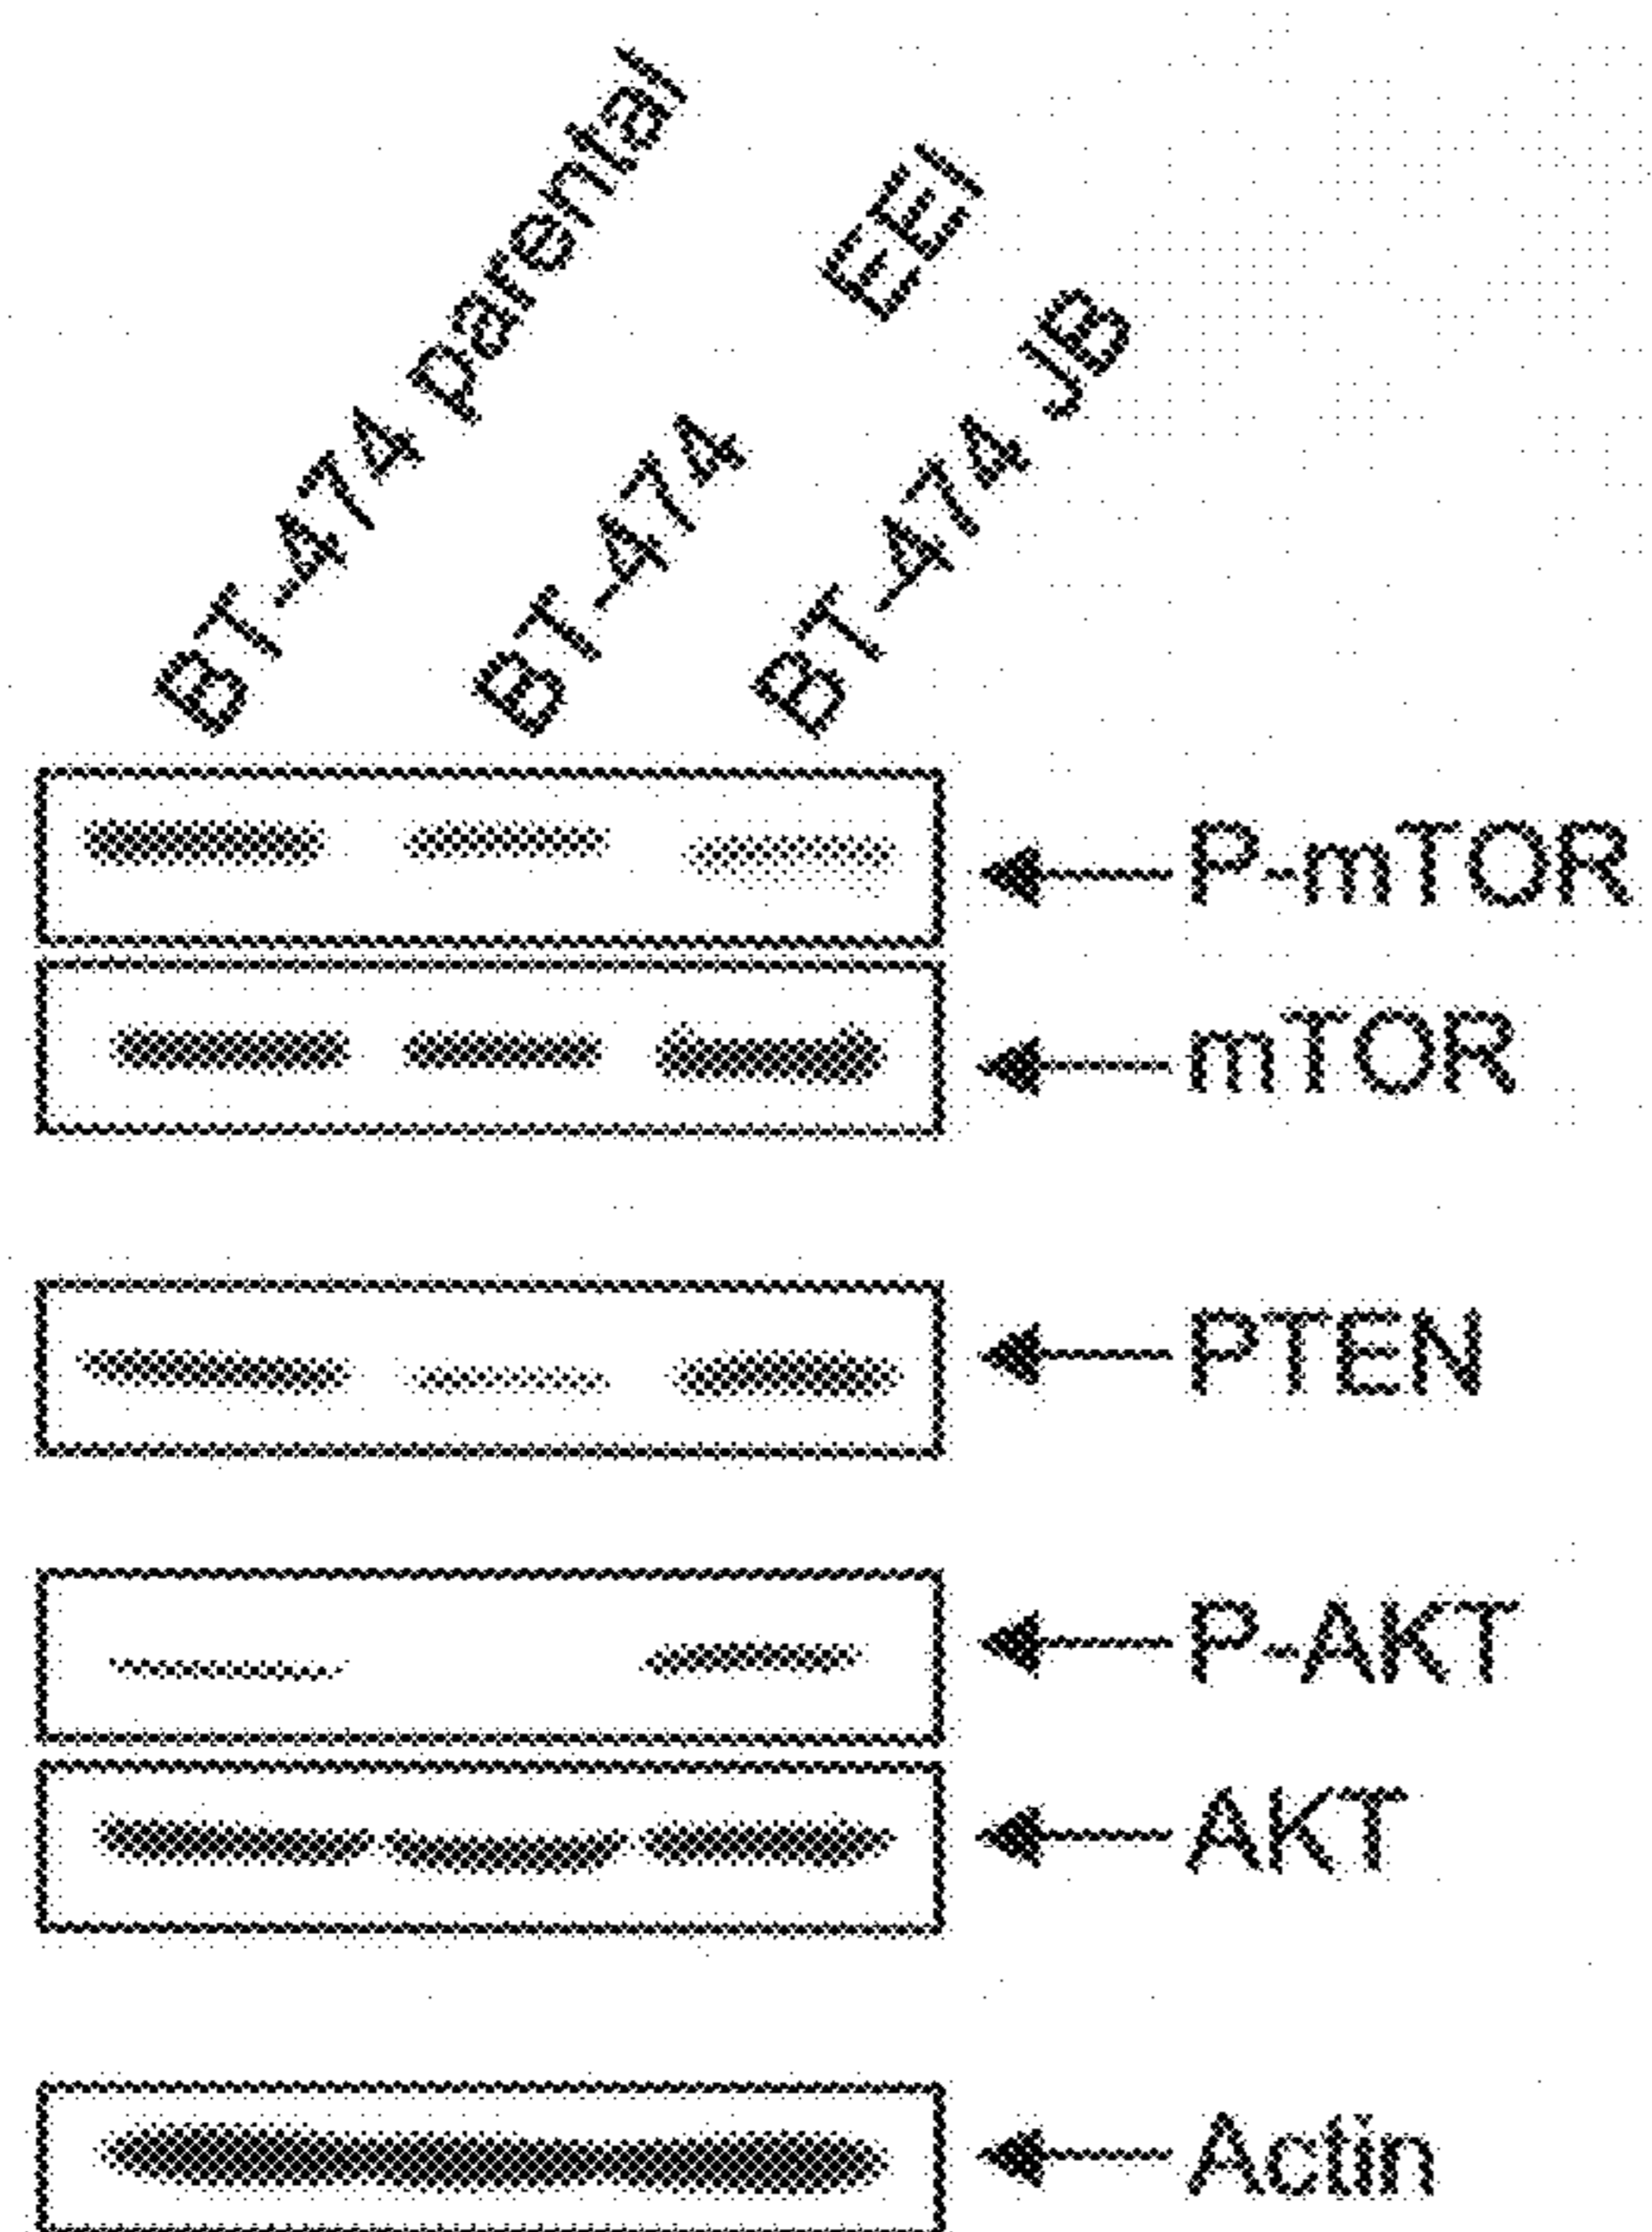 BT-474 parental
BT-474 EEI
BT-474 JB
P-mTOR
mTOR
PTEN
P-AKT
AKT
Actin